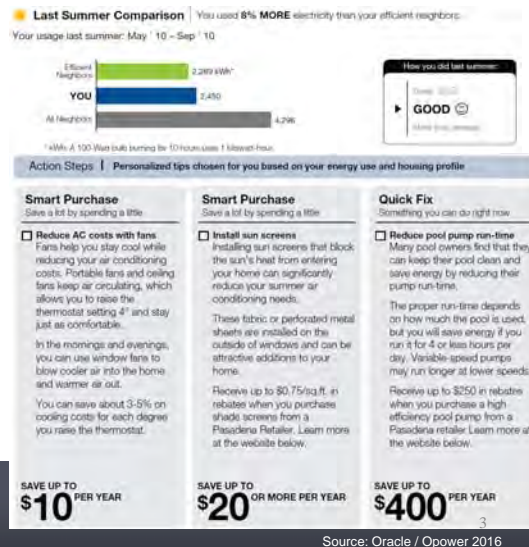 Last Summer Comparison | You used 8% MORE electricity than your efficient neighbors.
Your usage last summer: May ' 10 – Sep ' 10
Efficient
Neighbors
YOU
2,450
All Neighbors
4,296
How you did last summer:
GOOD
* kWh: A 100-Watt bulb burning for 10 hours uses 1 kilowatt-hour.
Action Steps | Personalized tips chosen for you based on your energy use and housing profile
Smart Purchase
Save a lot by spending a little
Reduce AC costs with fans
Fans help you stay cool while
reducing your air conditioning
costs. Portable fans and ceiling
fans keep air circulating, which
allows you to raise the
thermostat setting 4° and stay
just as comfortable.
In the mornings and evenings,
you can use window fans to
blow cooler air into the home
and warmer air out.
You can save about 3-5% on
cooling costs for each degree
you raise the thermostat.
SAVE UP TO
$10 PER YEAR
Smart Purchase
Save a lot by spending a little
Install sun screens
Installing sun screens that block
the sun's heat from entering
your home can significantly
reduce your summer air
conditioning needs.
These fabric or perforated metal
sheets are installed on the
outside of windows and can be
attractive additions to your
home.
Receive up to $0.75/sq.ft. in
rebates when you purchase
shade screens from a
Pasadena Retailer. Learn more
at the website below.
SAVE UP TO
$20 OR MORE PER YEAR
Quick Fix
Something you can do right now
Reduce pool pump run-time
Many pool owners find that they
can keep their pool clean and
save energy by reducing their
pump run-time.
The proper run-time depends
on how much the pool is used,
but you will save energy if you
run it for 4 or less hours per
day. Variable-speed pumps
may run longer at lower speeds.
Receive up to $250 in rebates
when you purchase a high
efficiency pool pump from a
Pasadena retailer Learn more at
the website below.
SAVE UP TO
$400 PER YEAR
3
Source: Oracle / Opower 2016